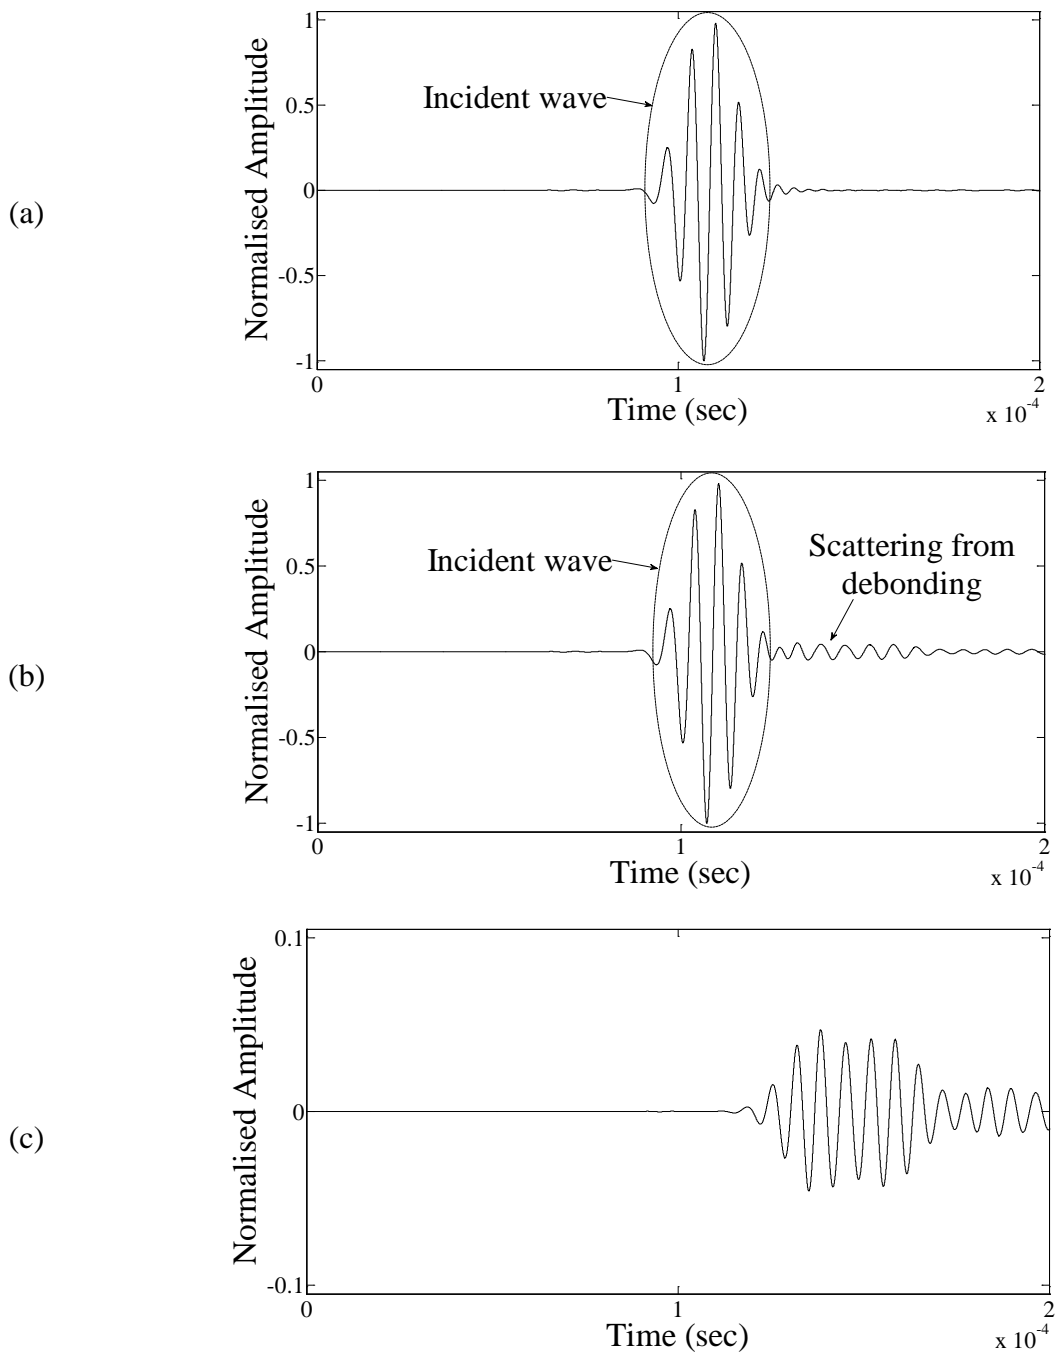 (a)
Normalised Amplitude
1
0.5
0
-0.5
-1
Incident wave
0
1
2
Time (sec)
x 10-4
(b)
Normalised Amplitude
1
0.5
0
-0.5
-1
Incident wave
Scattering from
debonding
0
1
2
Time (sec)
x 10-4
(c)
Normalised Amplitude
0.1
0
-0.1
0
1
2
Time (sec)
x 10-4